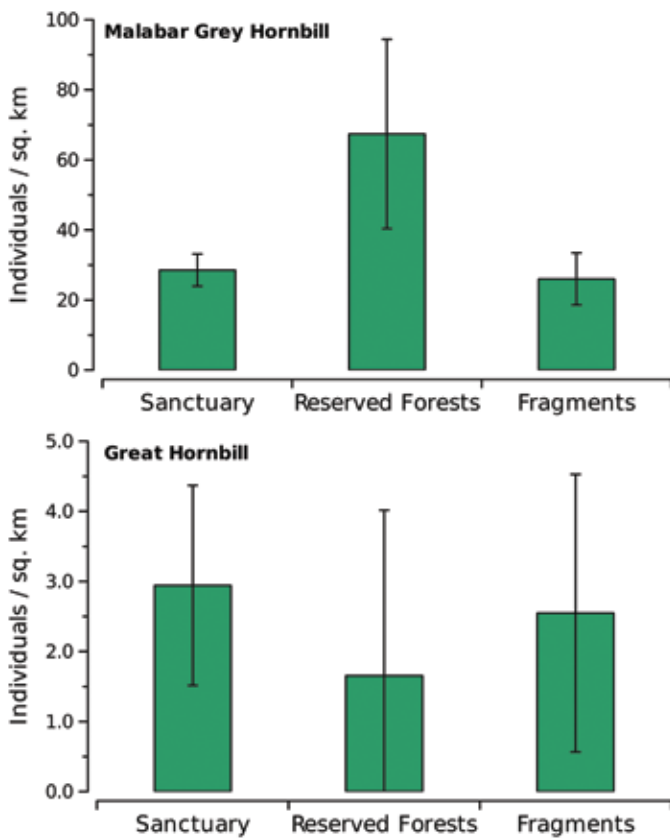 Malabar Grey Hornbill
Individuals / sq. km
100
80
60
40
20
0
Sanctuary Reserved Forests Fragments
Great Hornbill
Individuals / sq. km
5.0
4.0
3.0
2.0
1.0
0.0
Sanctuary Reserved Forests Fragments